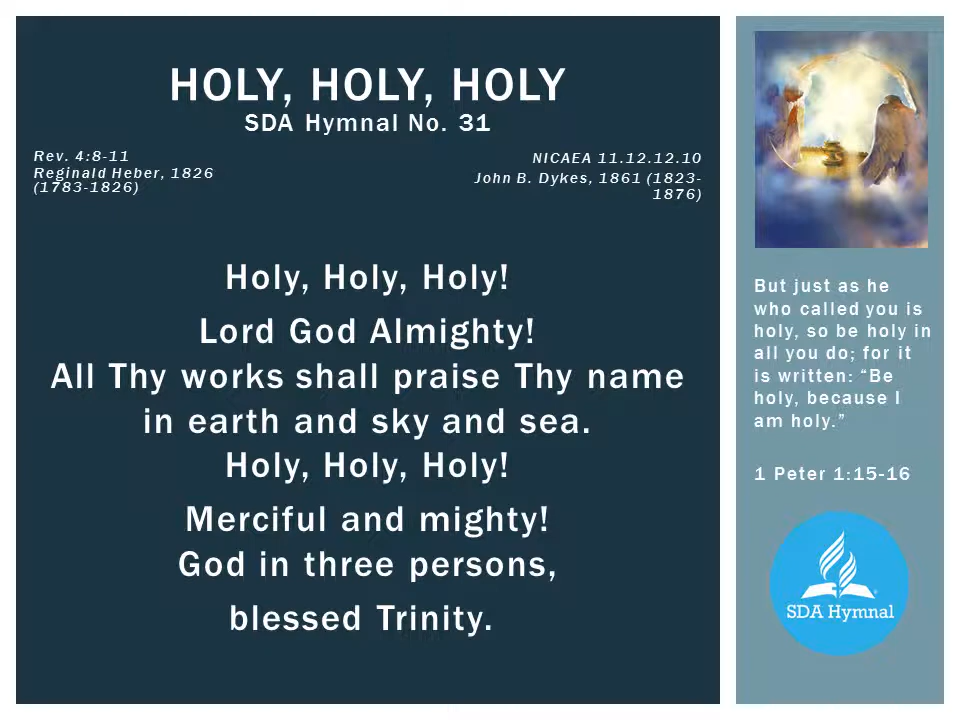 HOLY, HOLY, HOLY
SDA Hymnal No. 31
Rev. 4:8-11
Reginald Heber, 1826
(1783-1826)
NICAEA 11.12.12.10
John B. Dykes, 1861 (1823-
1876)
Holy, Holy, Holy!
Lord God Almighty!
All Thy works shall praise Thy name
in earth and sky and sea.
Holy, Holy, Holy!
Merciful and mighty!
God in three persons,
blessed Trinity.
But just as he
who called you is
holy, so be holy in
all you do; for it
is written: “Be
holy, because I
am holy.”
1 Peter 1:15-16
SDA Hymnal